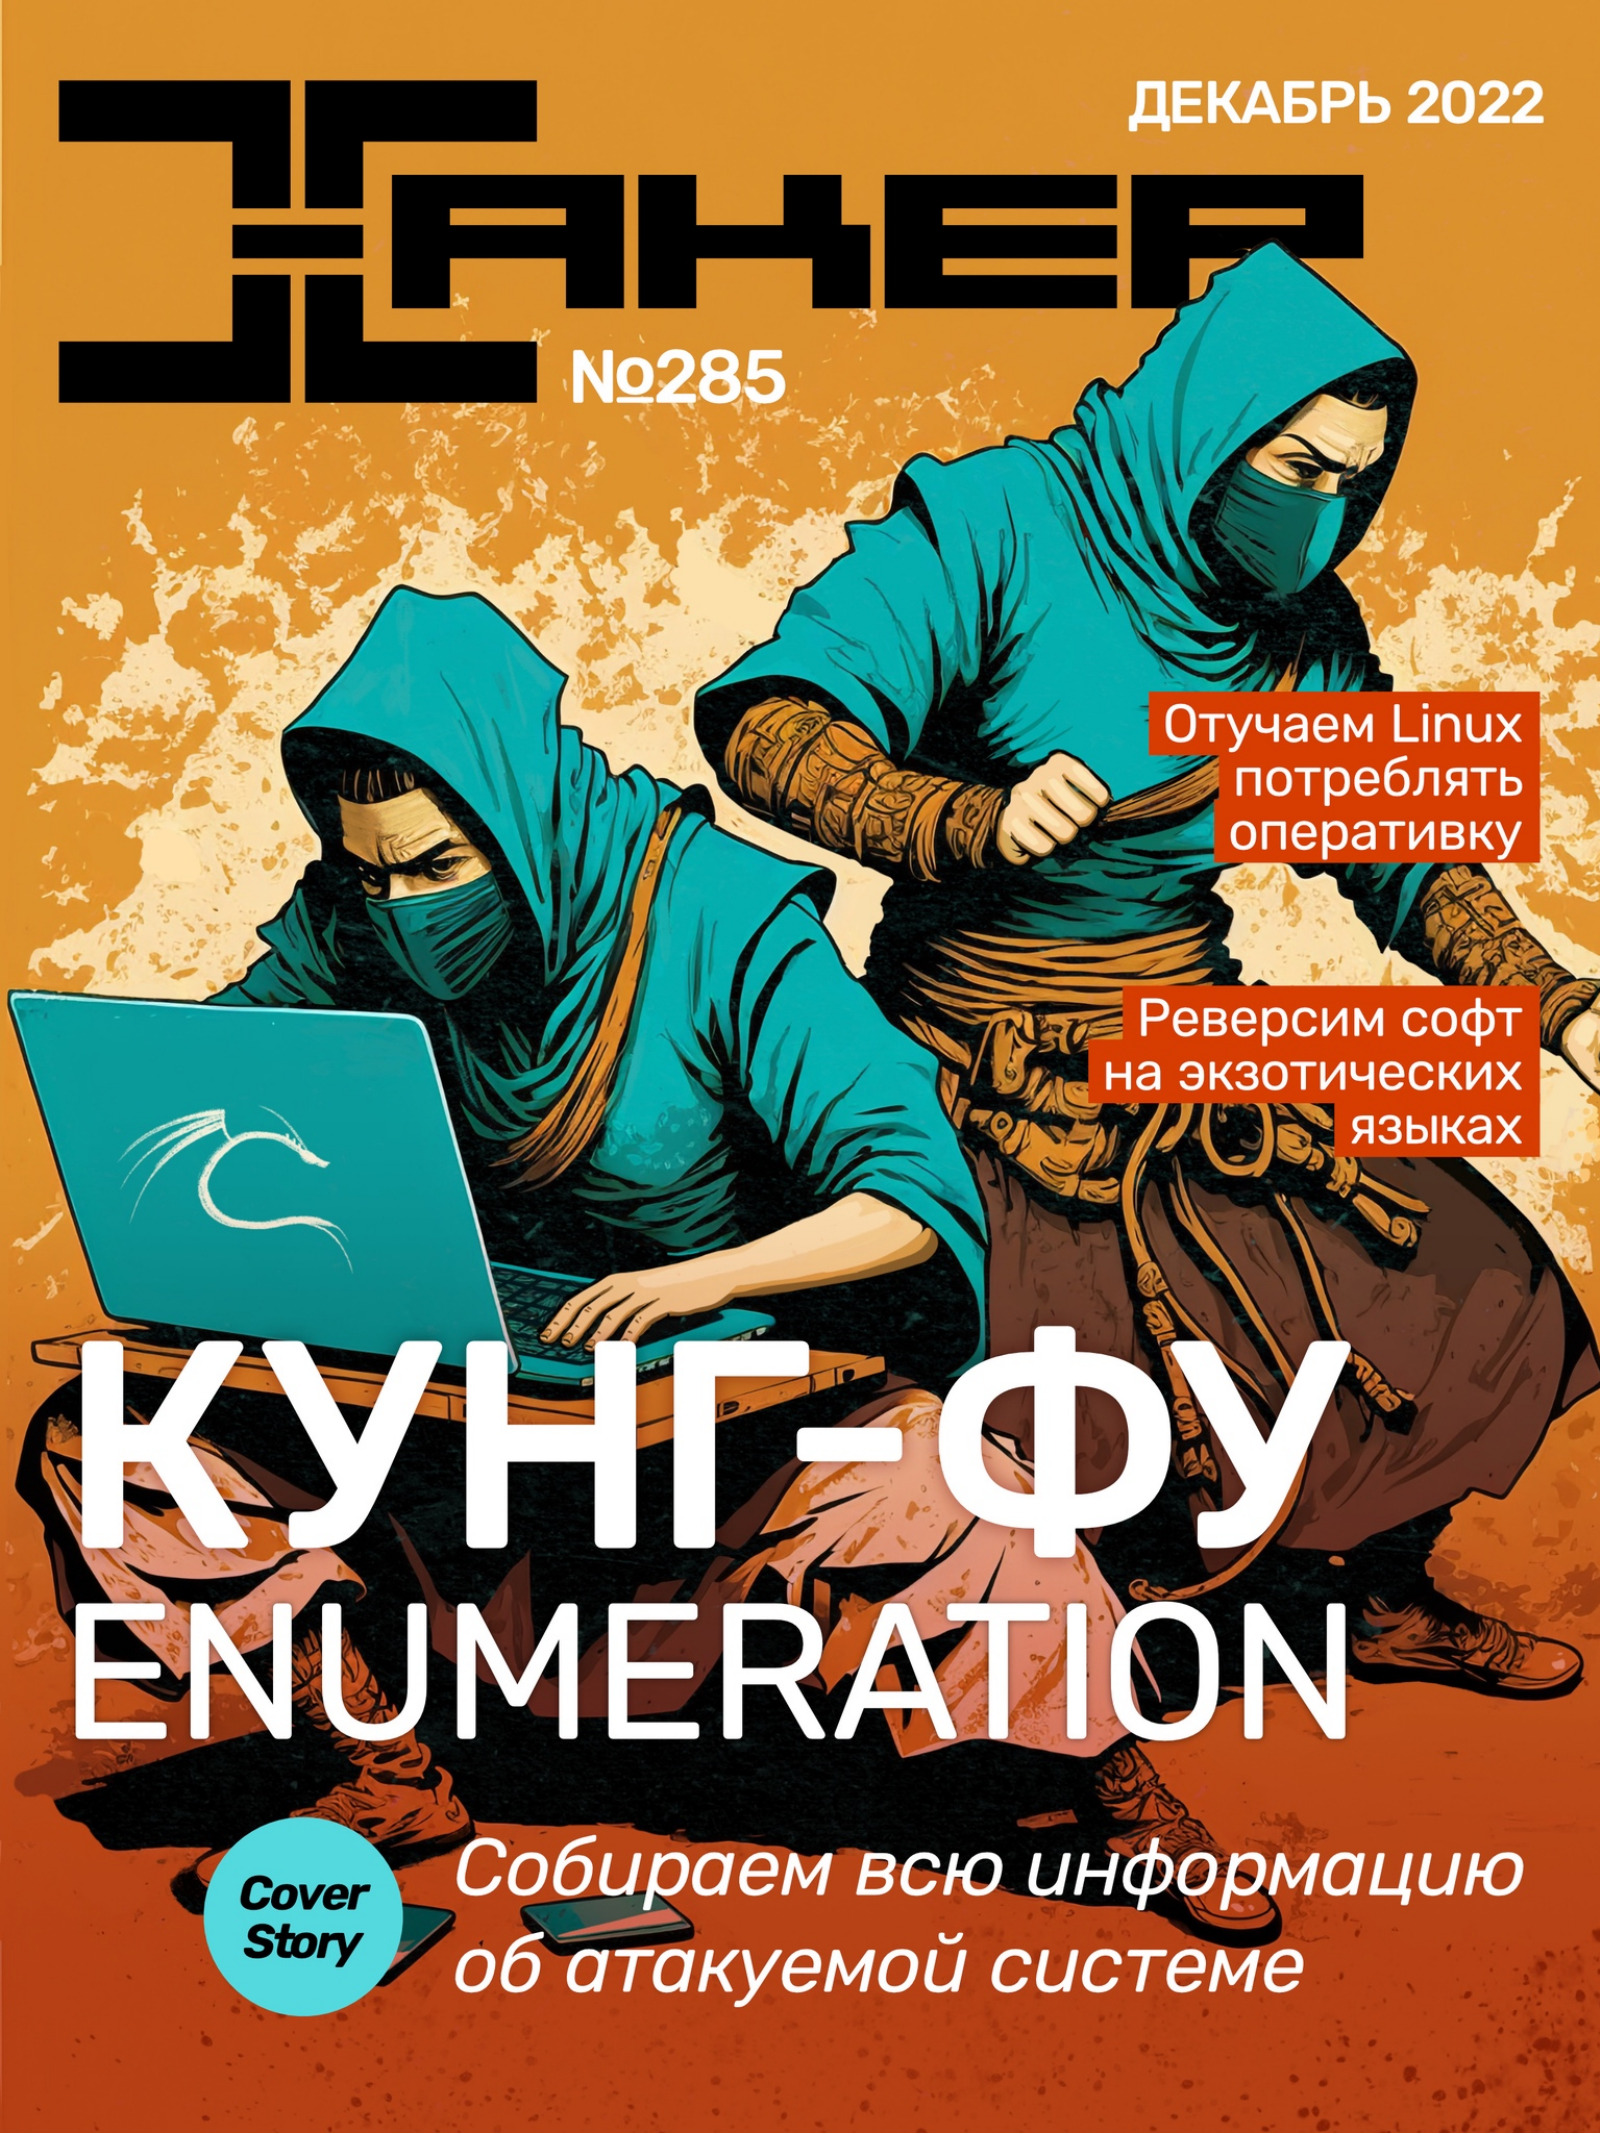 ДЕКАБРЬ 2022
ХАКЕР
№285
Отучаем Linux
потреблять
оперативку
Реверсим софт
на экзотических
языках
КУНГ-ФУ
ENUMERATION
Cover
Story
Собираем всю информацию
об атакуемой системе